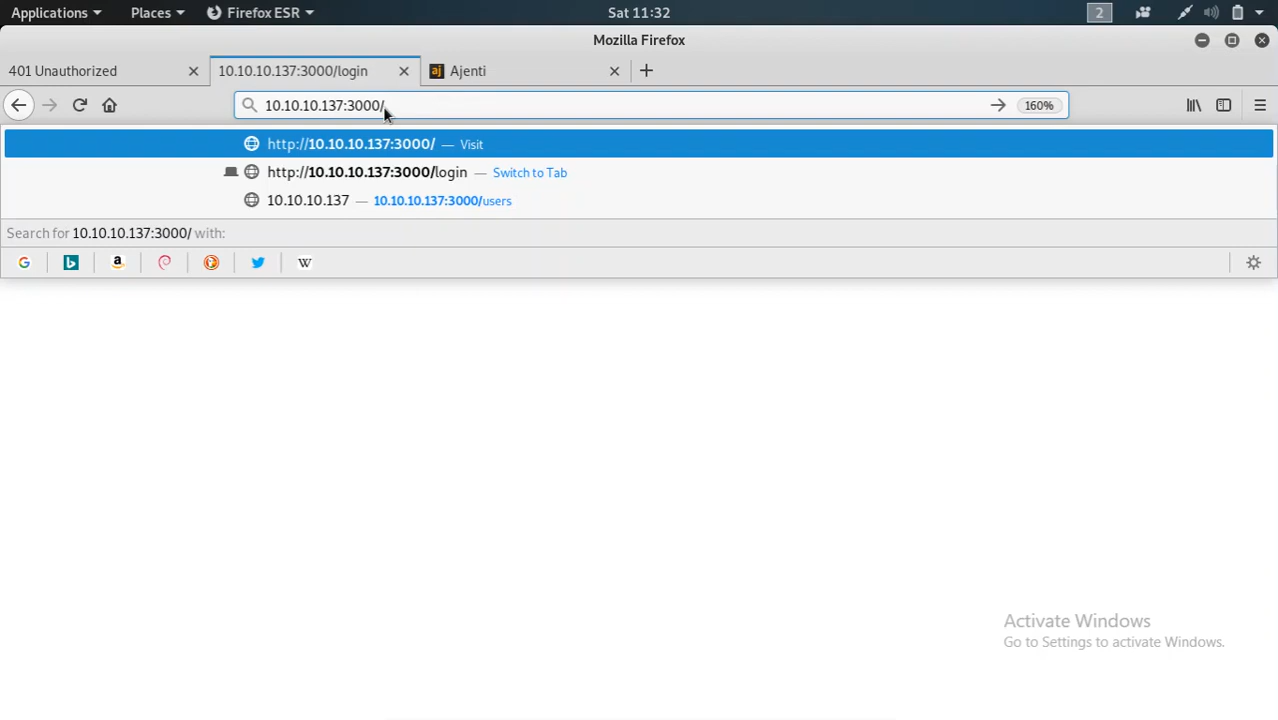 Applications Places Firefox ESR Sat 11:32 2
Mozilla Firefox
401 Unauthorized 10.10.10.137:3000/login aj Ajenti
10.10.10.137:3000/ 160%
http://10.10.10.137:3000/ — Visit
http://10.10.10.137:3000/login — Switch to Tab
10.10.10.137 — 10.10.10.137:3000/users
Search for 10.10.10.137:3000/ with:
G b a W
Activate Windows
Go to Settings to activate Windows.